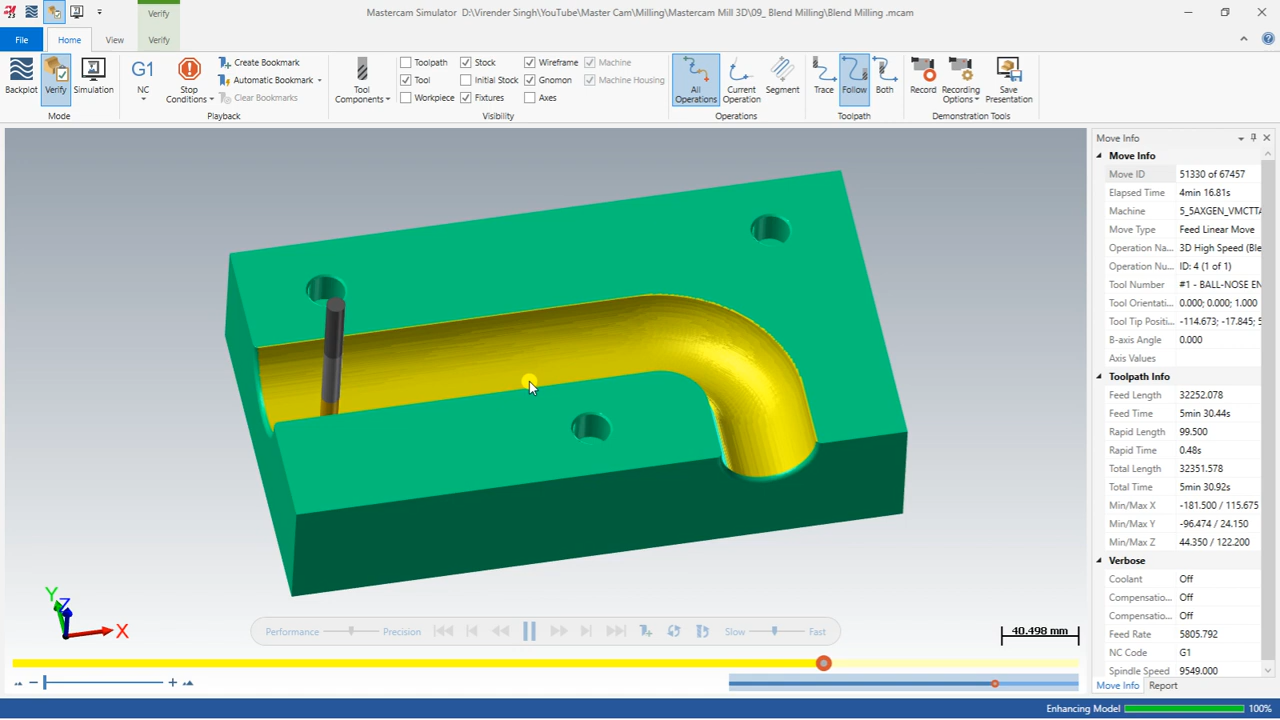 Verify
Mastercam Simulator D:\Virender Singh\YouTube\Master Cam\Milling\Mastercam Mill 3D\09_ Blend Milling\Blend Milling .mcam
File
Home
View
Verify
Backplot
Verify
Simulation
Mode
G1
NC
Stop
Conditions
Create Bookmark
Automatic Bookmark
Clear Bookmarks
Playback
Tool
Components
Toolpath
Tool
Workpiece
Stock
Initial Stock
Fixtures
Wireframe
Gnomon
Axes
Machine
Machine Housing
Visibility
All
Operations
Current
Operation
Segment
Operations
Trace
Follow
Both
Toolpath
Record
Recording
Options
Save
Presentation
Demonstration Tools
Move Info
Move Info
Move ID 51330 of 67457
Elapsed Time 4min 16.81s
Machine 5_5AXGEN_VMCTT
Move Type Feed Linear Move
Operation Na... 3D High Speed (Ble
Operation Nu... ID: 4 (1 of 1)
Tool Number #1 - BALL-NOSE EN
Tool Orientati... 0.000; 0.000; 1.000
Tool Tip Positi... -114.673; -17.845; 5
B-axis Angle 0.000
Axis Values
Toolpath Info
Feed Length 32252.078
Feed Time 5min 30.44s
Rapid Length 99.500
Rapid Time 0.48s
Total Length 32351.578
Total Time 5min 30.92s
Min/Max X -181.500 / 115.675
Min/Max Y -96.474 / 24.150
Min/Max Z 44.350 / 122.200
Verbose
Coolant Off
Compensatio... Off
Compensatio... Off
Feed Rate 5805.792
NC Code G1
Spindle Speed 9549.000
Move Info Report
Y
Z
X
Performance
Precision
Slow
Fast
40.498 mm
Enhancing Model 100%